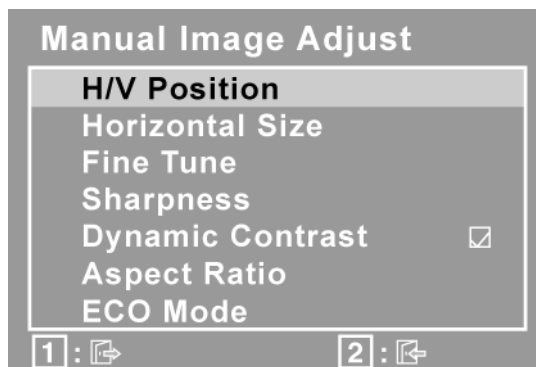 Manual Image Adjust
H/V Position
Horizontal Size
Fine Tune
Sharpness
Dynamic Contrast
Aspect Ratio
ECO Mode
1 : 2 :